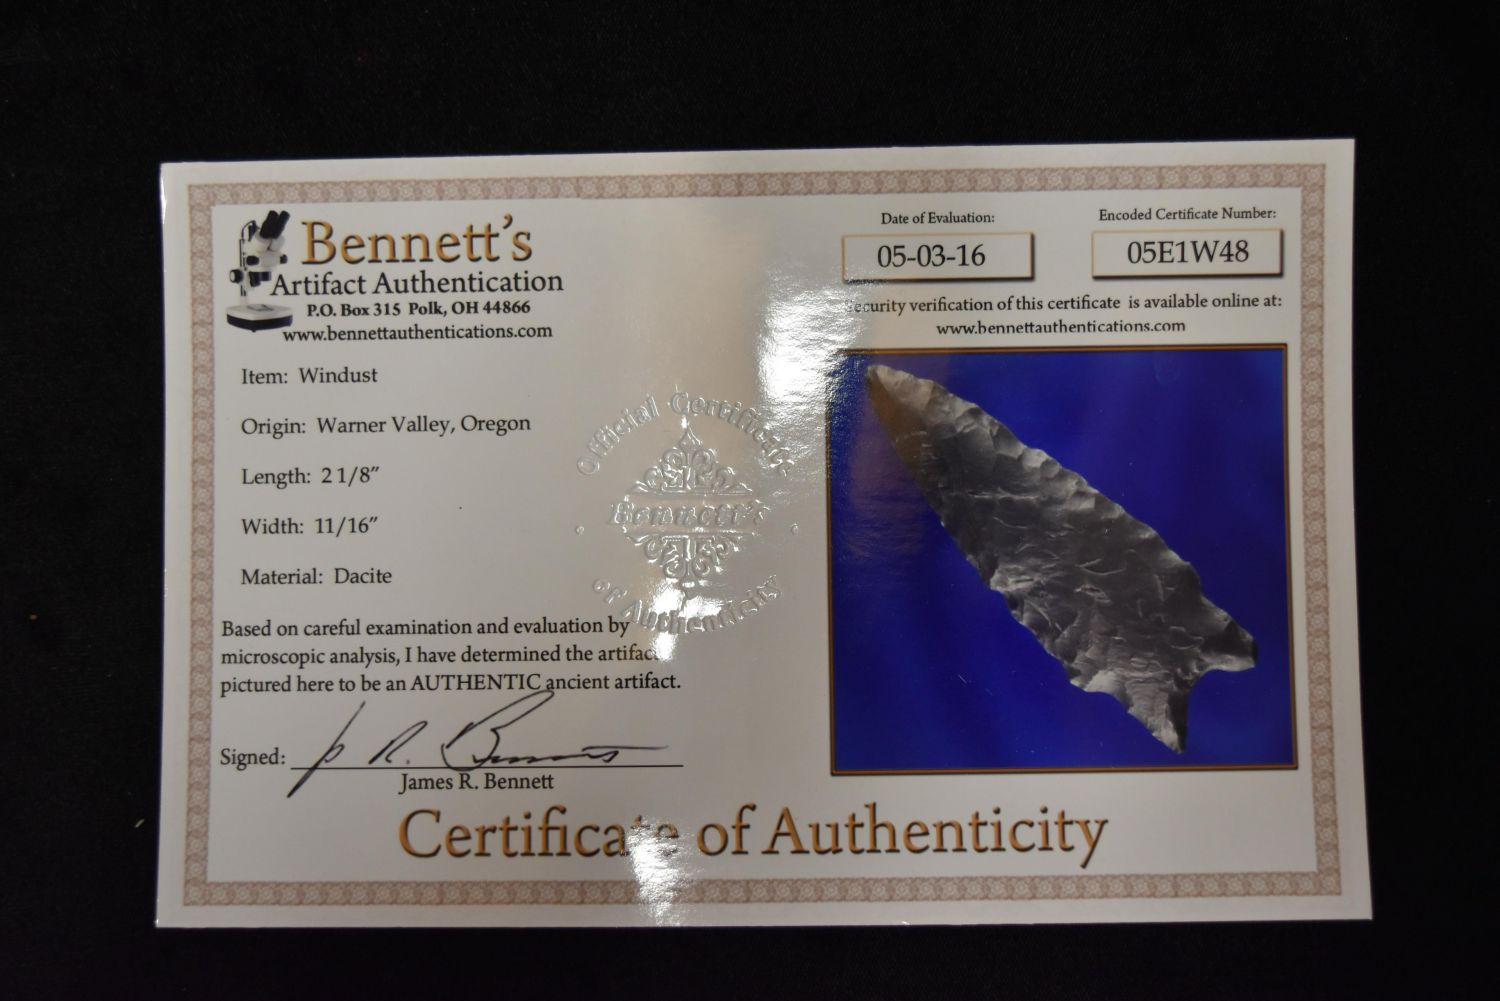 Bennett's
Artifact Authentication
P.O. Box 315 Polk, OH 44866
www.bennettauthentications.com
Date of Evaluation:
05-03-16
Encoded Certificate Number:
05E1W48
Security verification of this certificate is available online at:
www.bennettauthentications.com
Item: Windust
Origin: Warner Valley, Oregon
Length: 2 1/8"
Width: 11/16"
Material: Dacite
Official Certificate
Bennett's
of Authenticity
Based on careful examination and evaluation by
microscopic analysis, I have determined the artifact
pictured here to be an AUTHENTIC ancient artifact.
Signed: J R. Bennett
James R. Bennett
Certificate of Authenticity